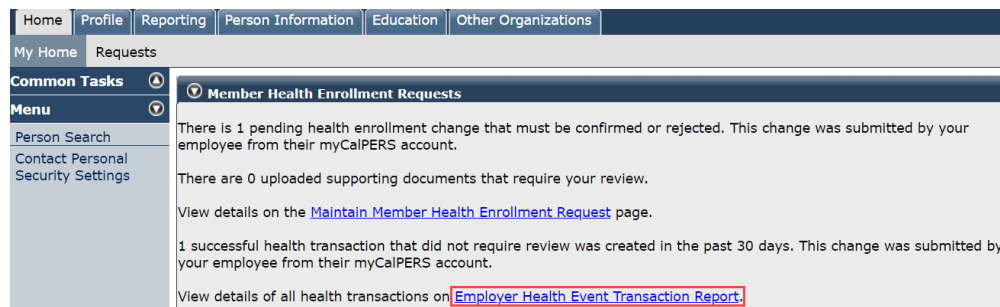 Home Profile Reporting Person Information Education Other Organizations
My Home Requests
Common Tasks
Menu
Person Search
Contact Personal
Security Settings
Member Health Enrollment Requests
There is 1 pending health enrollment change that must be confirmed or rejected. This change was submitted by your
employee from their myCalPERS account.
There are 0 uploaded supporting documents that require your review.
View details on the Maintain Member Health Enrollment Request page.
1 successful health transaction that did not require review was created in the past 30 days. This change was submitted by
your employee from their myCalPERS account.
View details of all health transactions on Employer Health Event Transaction Report.